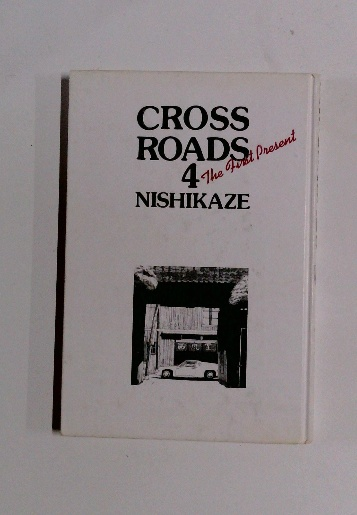 CROSS
ROADS
4
The First Present
NISHIKAZE